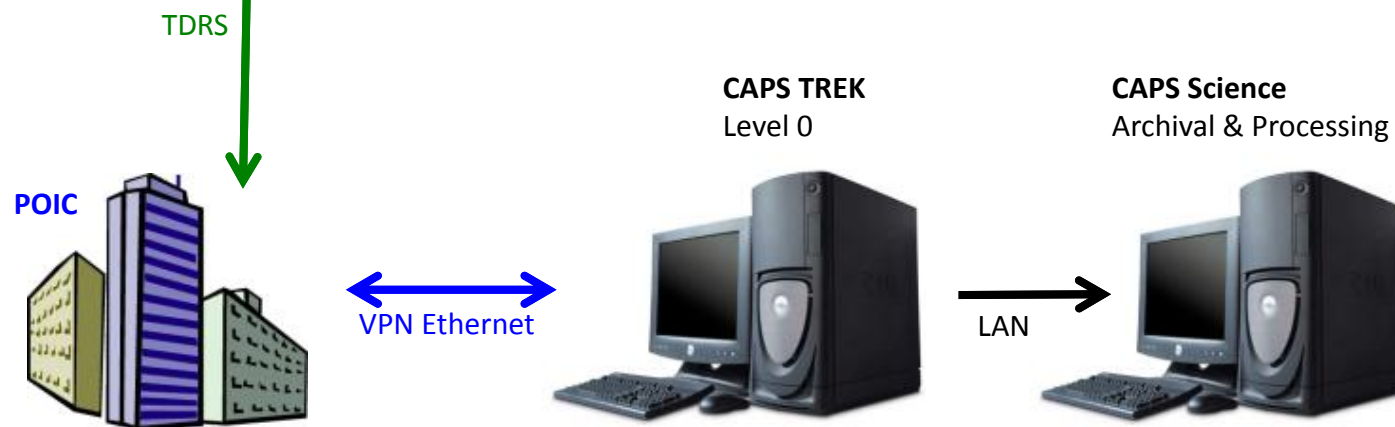 TDRS
CAPS TREK
Level 0
CAPS Science
Archival & Processing
POIC
VPN Ethernet
LAN